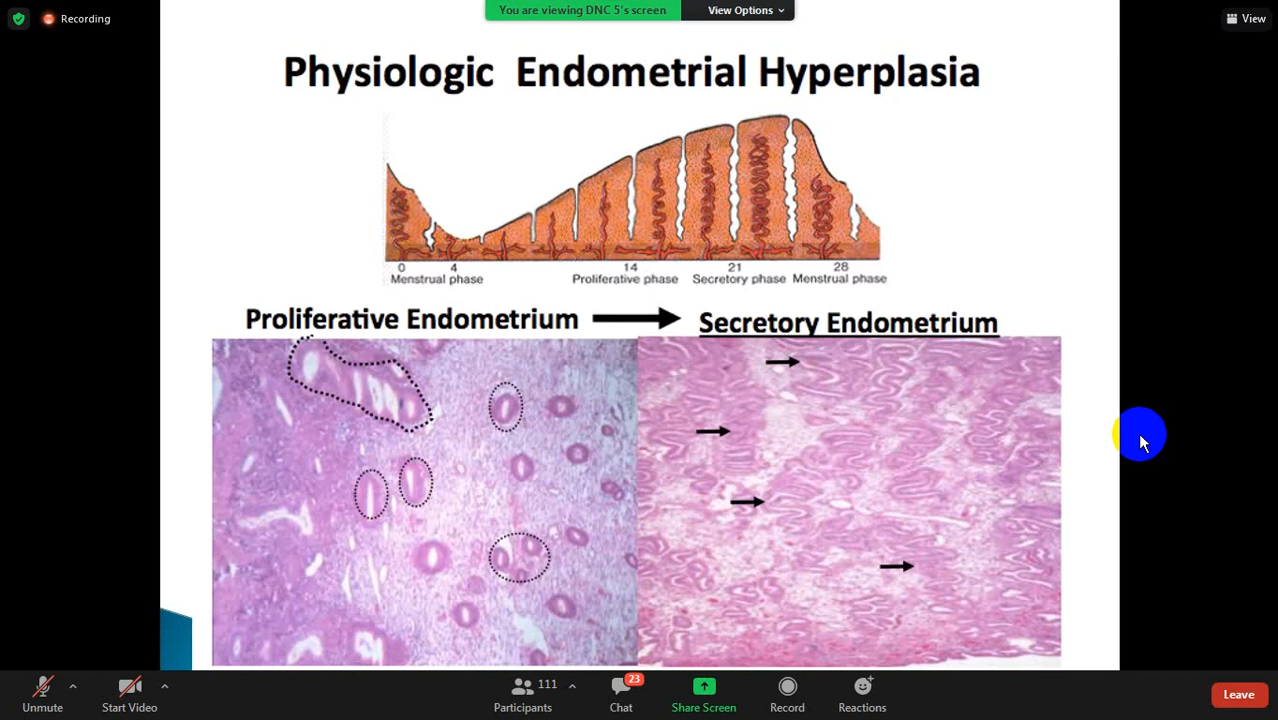 You are viewing DNC 5's screen
View Options
Recording
View
Physiologic Endometrial Hyperplasia
0 4 14 21 28
Menstrual phase Proliferative phase Secretory phase Menstrual phase
Proliferative Endometrium Secretory Endometrium
Unmute
Start Video
111
Participants
23
Chat
Share Screen
Record
Reactions
Leave